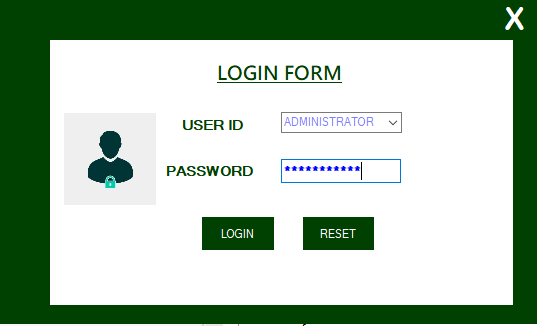 X
LOGIN FORM
USER ID ADMINISTRATOR
PASSWORD ***********
LOGIN RESET